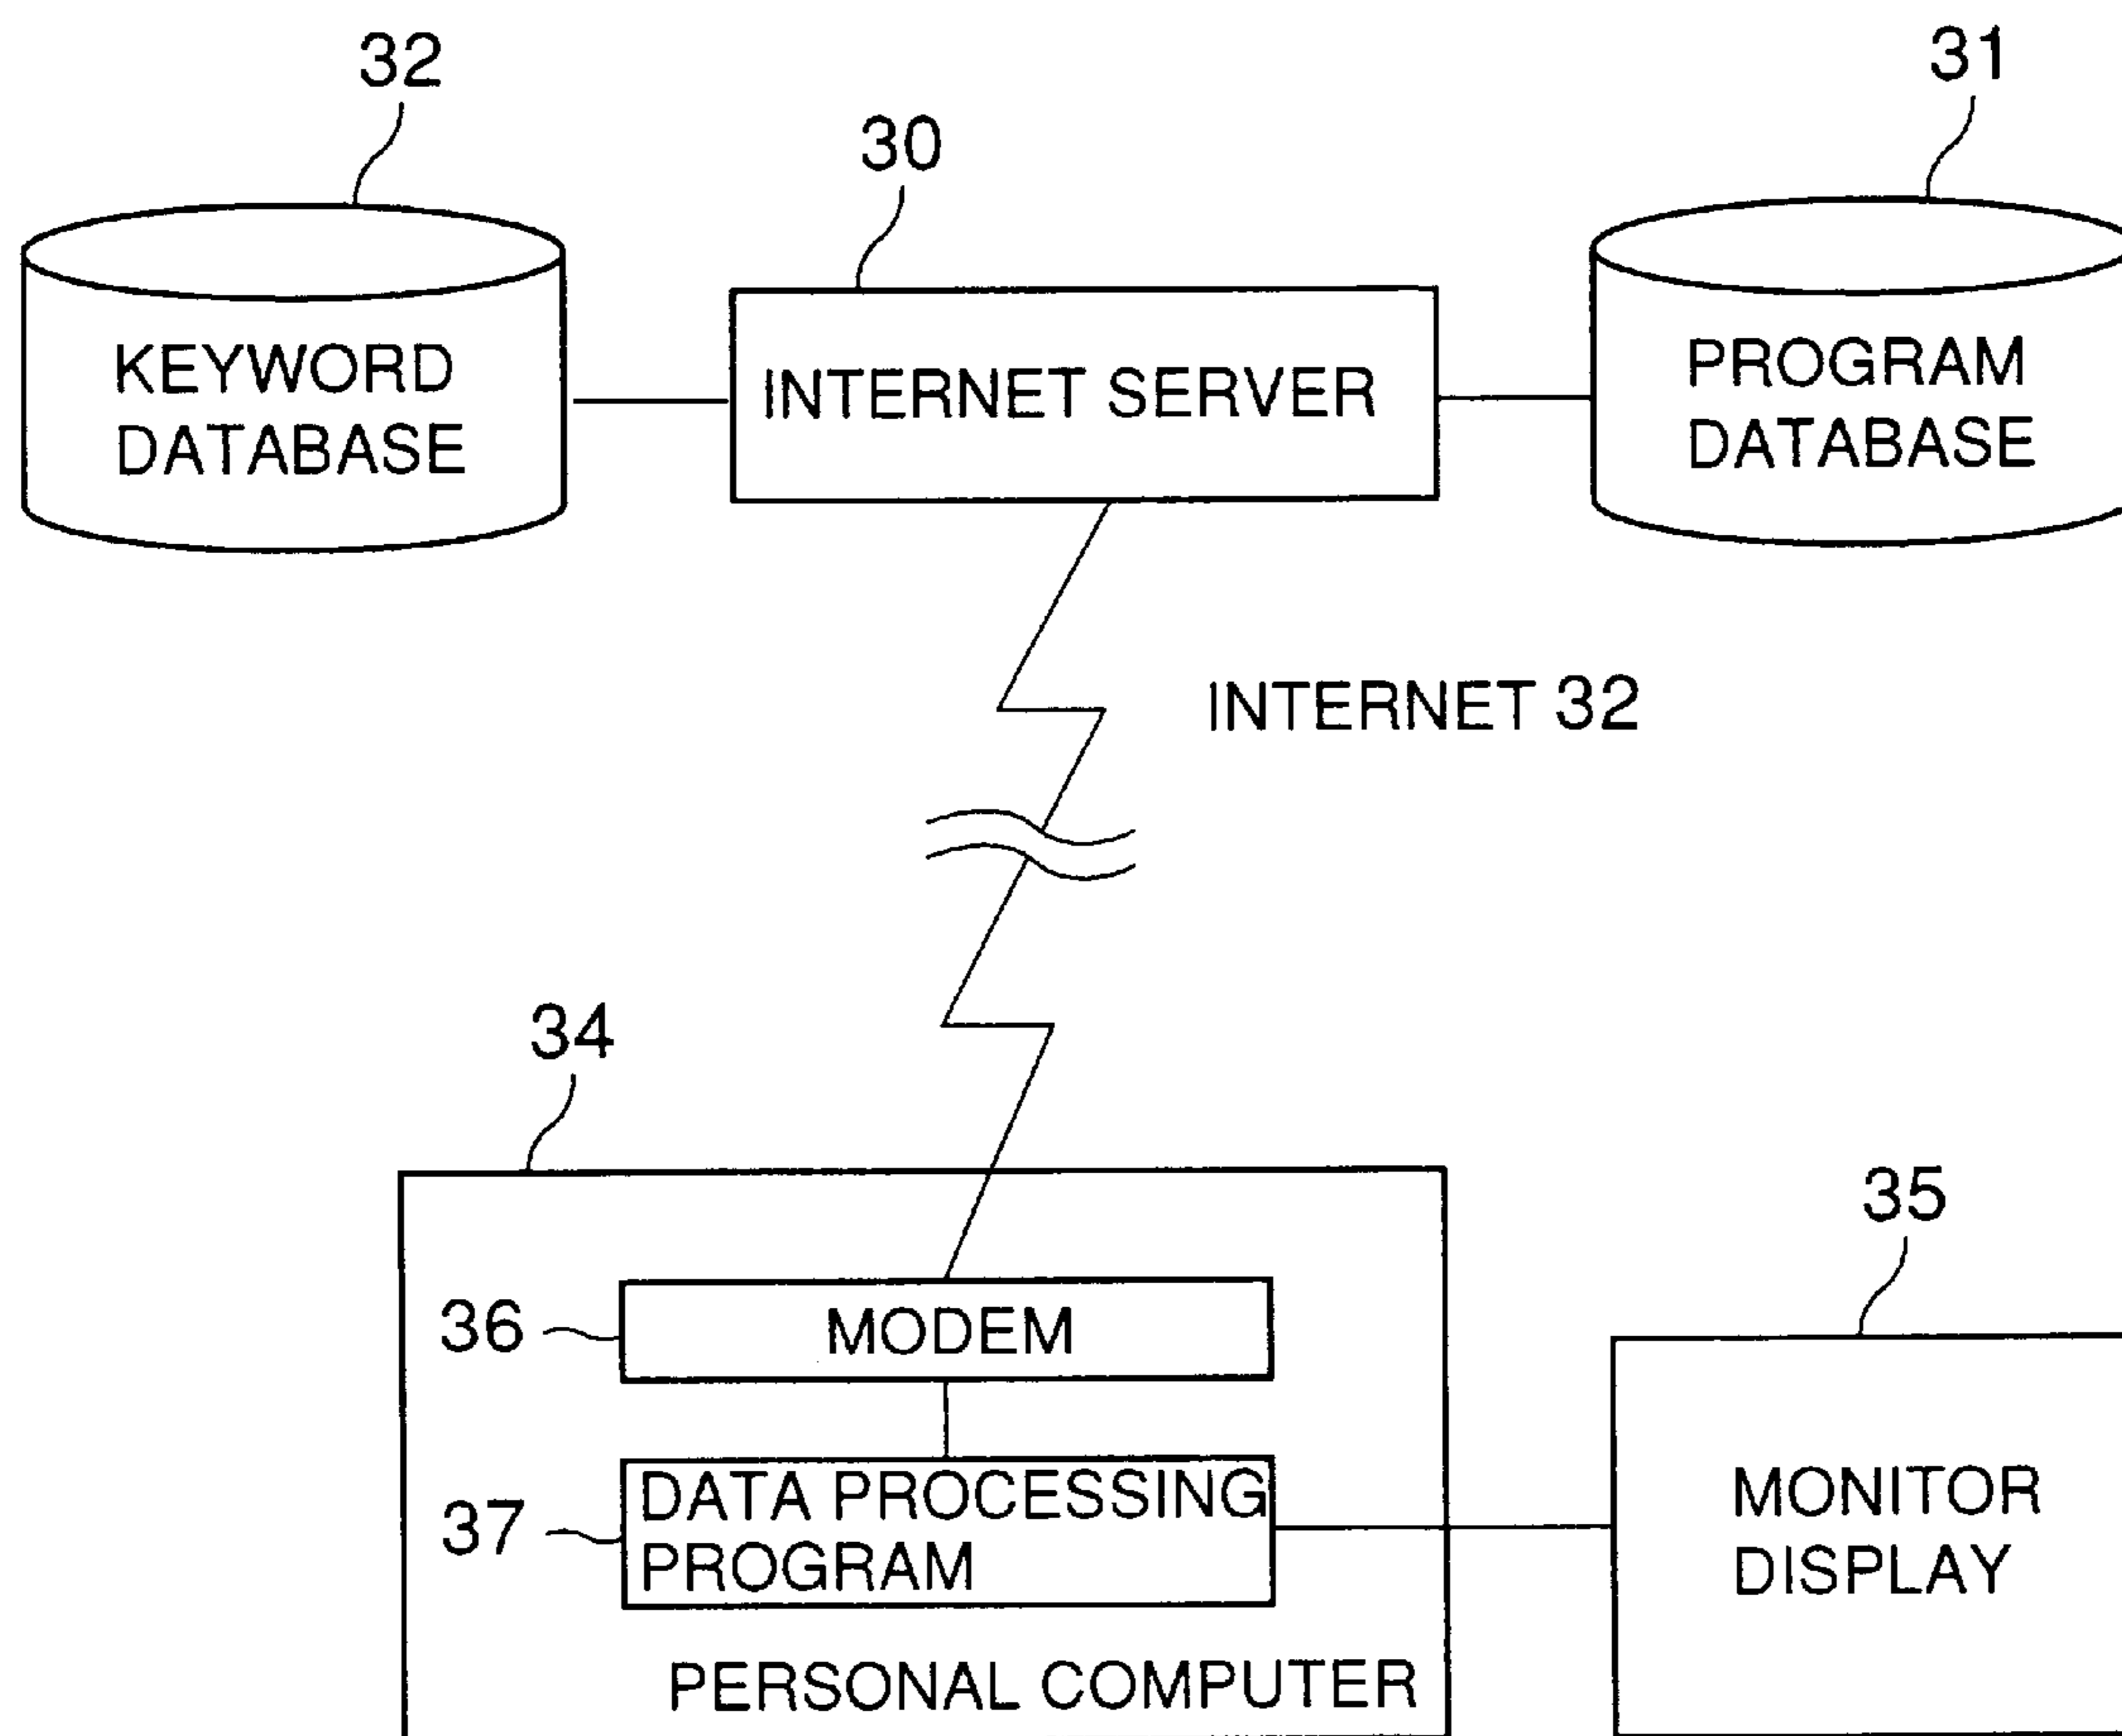 32
31
30
KEYWORD
DATABASE
INTERNET SERVER
PROGRAM
DATABASE
INTERNET 32
34
35
36
MODEM
37
DATA PROCESSING
PROGRAM
MONITOR
DISPLAY
PERSONAL COMPUTER